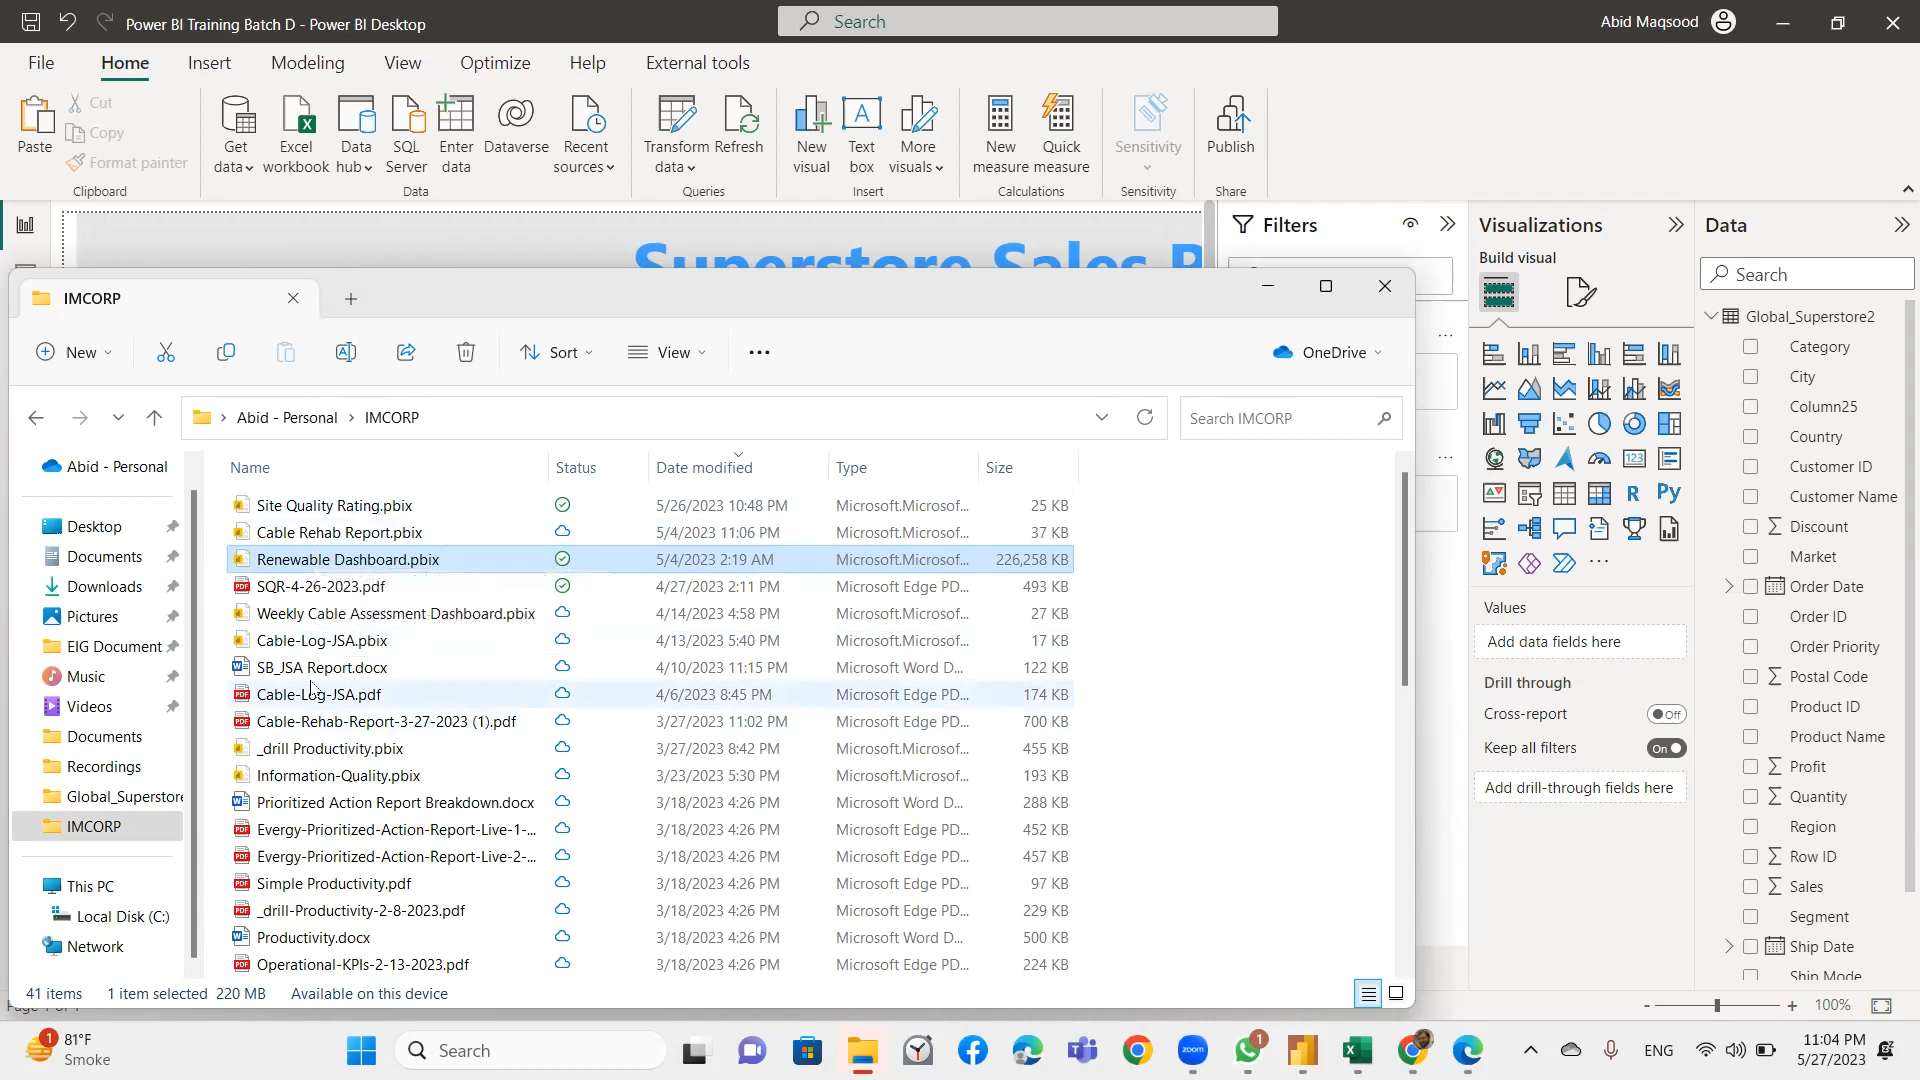 Power BI Training Batch D - Power BI Desktop
Search
Abid Maqsood
File
Home
Insert
Modeling
View
Optimize
Help
External tools
Paste
Cut
Copy
Format painter
Clipboard
Get data
Excel workbook
Data hub
SQL Server
Enter data
Dataverse
Recent sources
Data
Transform data
Refresh
Queries
New visual
Text box
More visuals
Insert
New measure
Quick measure
Calculations
Sensitivity
Sensitivity
Publish
Share
Superstore Sales
Filters
Visualizations
Build visual
Data
Search
IMCORP
New
Sort
View
OneDrive
Abid - Personal
IMCORP
Search IMCORP
Abid - Personal
Desktop
Documents
Downloads
Pictures
EIG Document
Music
Videos
Documents
Recordings
Global_Superstore
IMCORP
This PC
Local Disk (C:)
Network
Name Status Date modified Type Size
Site Quality Rating.pbix 5/26/2023 10:48 PM Microsoft.Microsof... 25 KB
Cable Rehab Report.pbix 5/4/2023 11:06 PM Microsoft.Microsof... 37 KB
Renewable Dashboard.pbix 5/4/2023 2:19 AM Microsoft.Microsof... 226,258 KB
SQR-4-26-2023.pdf 4/27/2023 2:11 PM Microsoft Edge PD... 493 KB
Weekly Cable Assessment Dashboard.pbix 4/14/2023 4:58 PM Microsoft.Microsof... 27 KB
Cable-Log-JSA.pbix 4/13/2023 5:40 PM Microsoft.Microsof... 17 KB
SB_JSA Report.docx 4/10/2023 11:15 PM Microsoft Word D... 122 KB
Cable-Log-JSA.pdf 4/6/2023 8:45 PM Microsoft Edge PD... 174 KB
Cable-Rehab-Report-3-27-2023 (1).pdf 3/27/2023 11:02 PM Microsoft Edge PD... 700 KB
_drill Productivity.pbix 3/27/2023 8:42 PM Microsoft.Microsof... 455 KB
Information-Quality.pbix 3/23/2023 5:30 PM Microsoft.Microsof... 193 KB
Prioritized Action Report Breakdown.docx 3/18/2023 4:26 PM Microsoft Word D... 288 KB
Evergy-Prioritized-Action-Report-Live-1-... 3/18/2023 4:26 PM Microsoft Edge PD... 452 KB
Evergy-Prioritized-Action-Report-Live-2-... 3/18/2023 4:26 PM Microsoft Edge PD... 457 KB
Simple Productivity.pdf 3/18/2023 4:26 PM Microsoft Edge PD... 97 KB
_drill-Productivity-2-8-2023.pdf 3/18/2023 4:26 PM Microsoft Edge PD... 229 KB
Productivity.docx 3/18/2023 4:26 PM Microsoft Word D... 500 KB
Operational-KPIs-2-13-2023.pdf 3/18/2023 4:26 PM Microsoft Edge PD... 224 KB
41 items 1 item selected 220 MB Available on this device
Values
Add data fields here
Drill through
Cross-report Off
Keep all filters On
Add drill-through fields here
Global_Superstore2
Category
City
Column25
Country
Customer ID
Customer Name
Discount
Market
Order Date
Order ID
Order Priority
Postal Code
Product ID
Product Name
Profit
Quantity
Region
Row ID
Sales
Segment
Ship Date
Ship Mode
100%
1
81°F
Smoke
Search
zoom
1
ENG
11:04 PM
5/27/2023